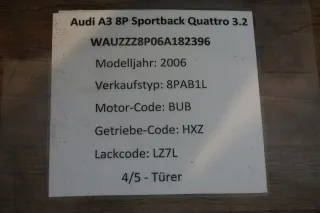 Audi A3 8P Sportback Quattro 3.2
WAUZZZ8P06A182396
Modelljahr: 2006
Verkaufstyp: 8PAB1L
Motor-Code: BUB
Getriebe-Code: HXZ
Lackcode: LZ7L
4/5 - Türer